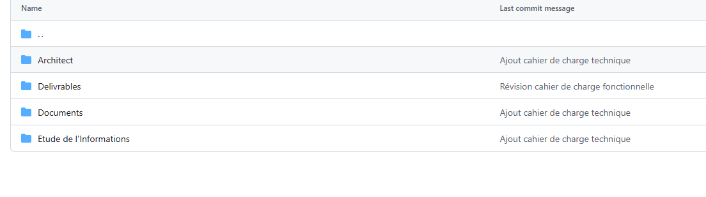 Name Last commit message
..
Architect Ajout cahier de charge technique
Delivrables Révision cahier de charge fonctionnelle
Documents Ajout cahier de charge technique
Etude de l'Informations Ajout cahier de charge technique